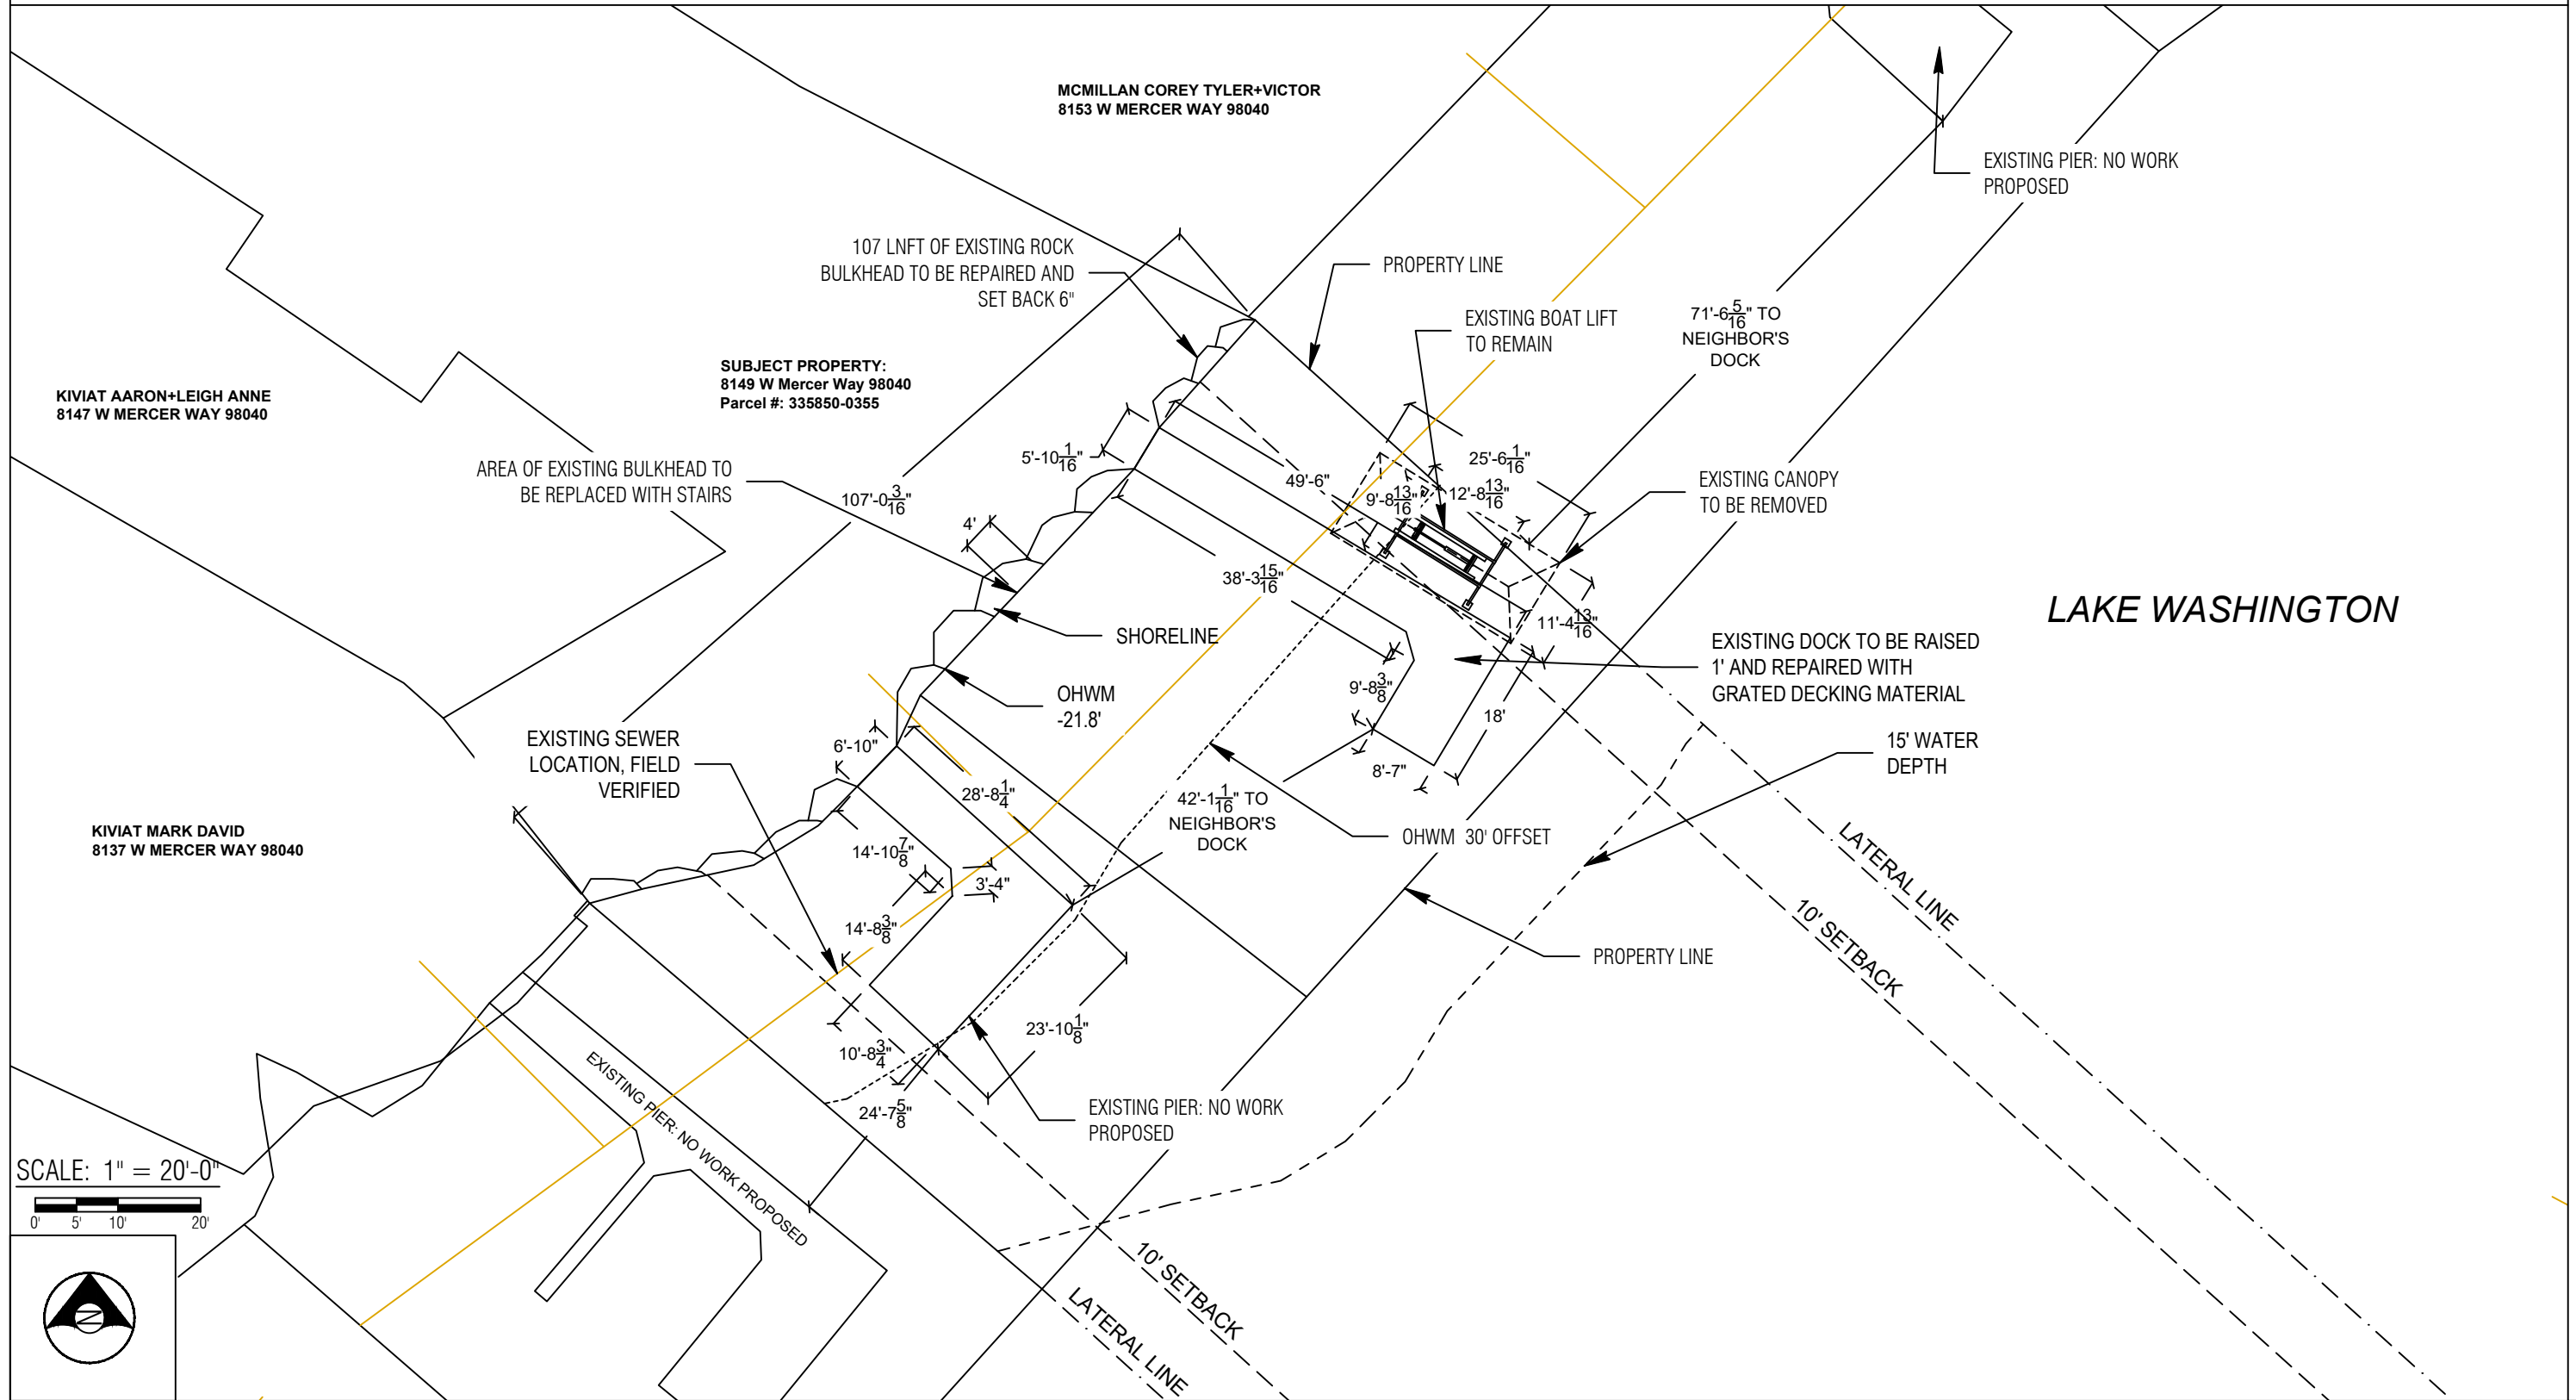 MCMILLAN COREY TYLER+VICTOR
8153 W MERCER WAY 98040
EXISTING PIER: NO WORK
PROPOSED
107 LNFT OF EXISTING ROCK
BULKHEAD TO BE REPAIRED AND
SET BACK 6"
PROPERTY LINE
EXISTING BOAT LIFT
TO REMAIN
71'-6 5/16" TO
NEIGHBOR'S
DOCK
SUBJECT PROPERTY:
8149 W Mercer Way 98040
Parcel #: 335850-0355
KIVIAT AARON+LEIGH ANNE
8147 W MERCER WAY 98040
5'-10 1/16"
AREA OF EXISTING BULKHEAD TO
BE REPLACED WITH STAIRS
107'-0 3/16"
4'
49'-6"
25'-6 1/16"
9'-8 13/16"
12'-8 13/16"
EXISTING CANOPY
TO BE REMOVED
38'-3 15/16"
11'-4 13/16"
LAKE WASHINGTON
SHORELINE
EXISTING DOCK TO BE RAISED
1' AND REPAIRED WITH
GRATED DECKING MATERIAL
OHWM
-21.8'
9'-8 3/8"
18'
8'-7"
15' WATER
DEPTH
EXISTING SEWER
LOCATION, FIELD
VERIFIED
6'-10"
28'-8 1/4"
42'-1 1/16" TO
NEIGHBOR'S
DOCK
OHWM 30' OFFSET
KIVIAT MARK DAVID
8137 W MERCER WAY 98040
14'-10 7/8"
3'-4"
14'-8 3/8"
LATERAL LINE
10' SETBACK
PROPERTY LINE
23'-10 1/8"
10'-8 3/4"
24'-7 5/8"
EXISTING PIER: NO WORK
PROPOSED
EXISTING PIER: NO WORK PROPOSED
SCALE: 1" = 20'-0"
0' 5' 10' 20'
10' SETBACK
LATERAL LINE
N